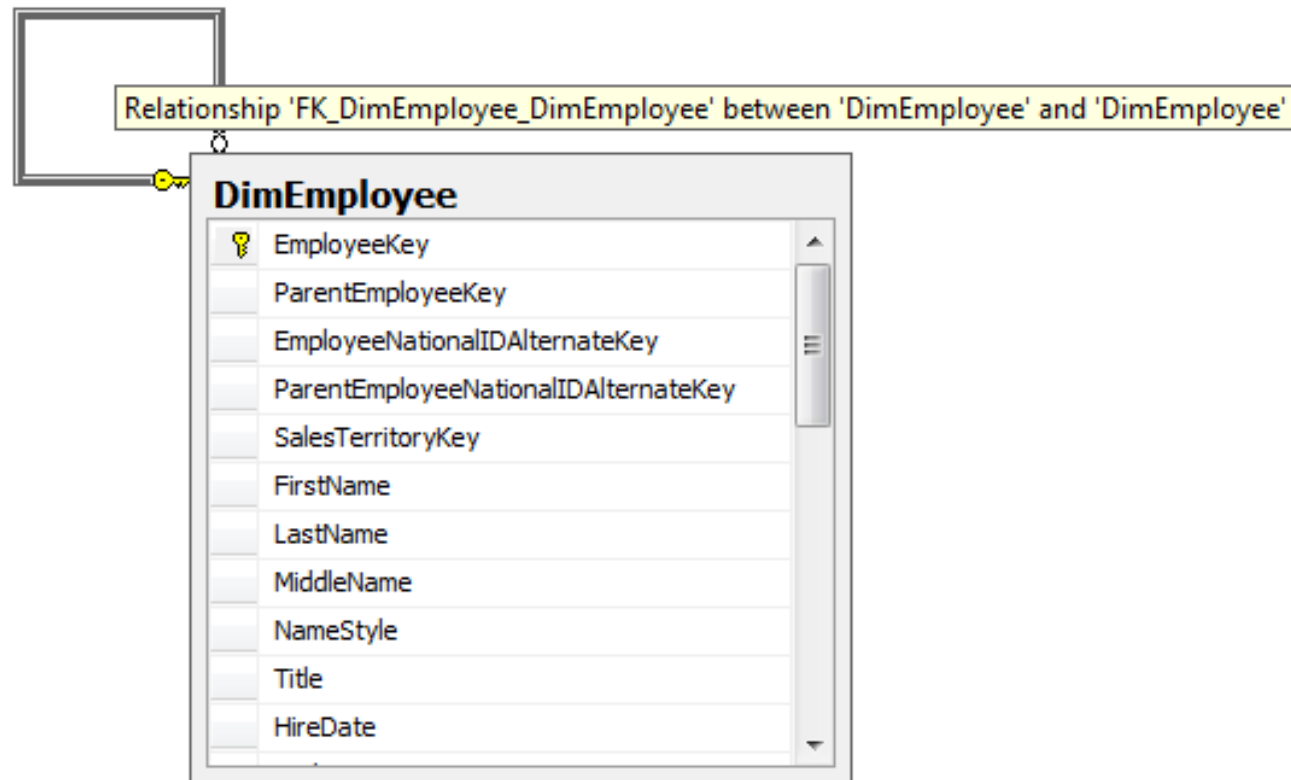 Relationship 'FK_DimEmployee_DimEmployee' between 'DimEmployee' and 'DimEmployee'
DimEmployee
EmployeeKey
ParentEmployeeKey
EmployeeNationalIDAlternateKey
ParentEmployeeNationalIDAlternateKey
SalesTerritoryKey
FirstName
LastName
MiddleName
NameStyle
Title
HireDate